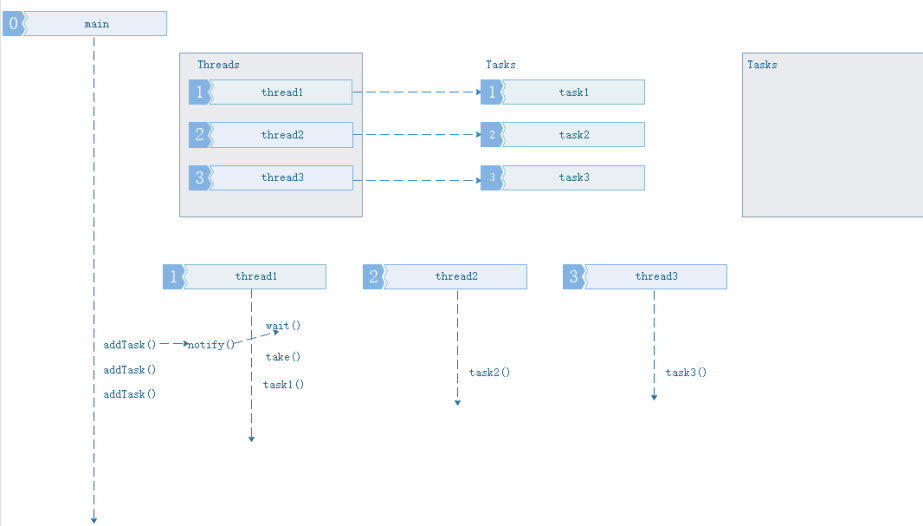 0 main
Threads
Tasks
Tasks
1 thread1
1 task1
2 thread2
2 task2
3 thread3
3 task3
1 thread1
2 thread2
3 thread3
wait()
addTask()
notify()
take()
addTask()
task2()
task3()
task1()
addTask()